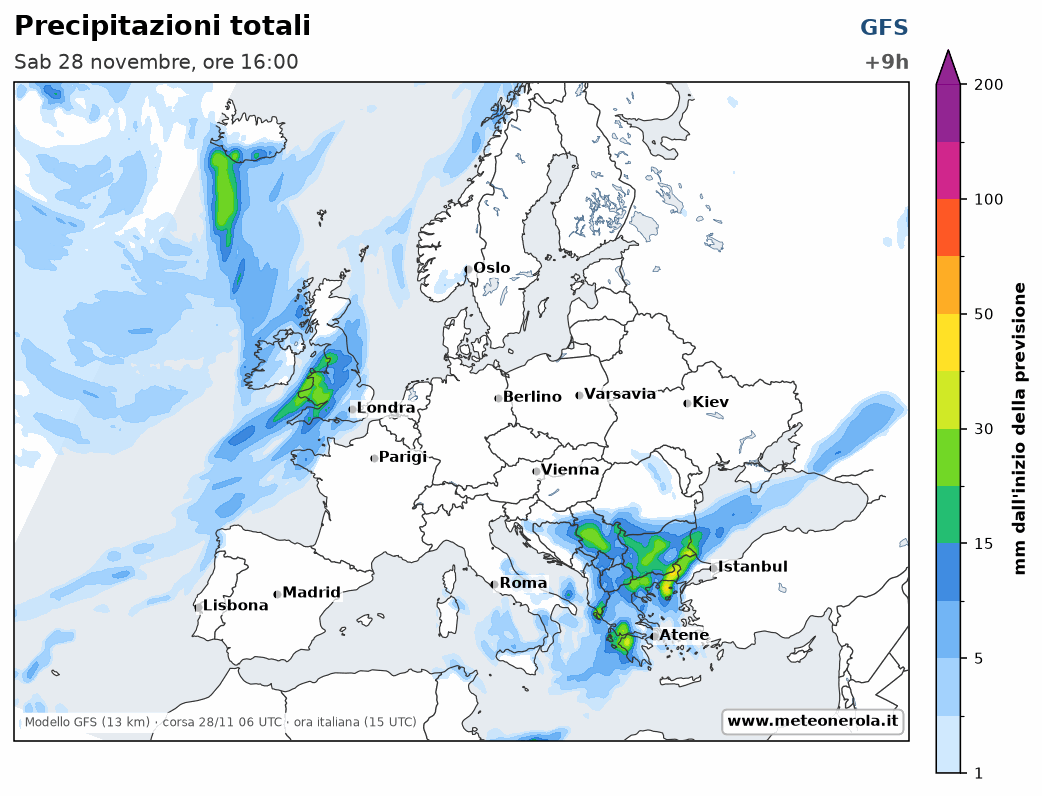 Precipitazioni totali
GFS
Sab 28 novembre, ore 16:00
+9h
200
100
50
30
15
5
1
mm dall'inizio della previsione
Oslo
Berlino
Varsavia
Kiev
Londra
Parigi
Vienna
Istanbul
Roma
Madrid
Lisbona
Atene
Modello GFS (13 km) · corsa 28/11 06 UTC · ora italiana (15 UTC)
www.meteonerola.it